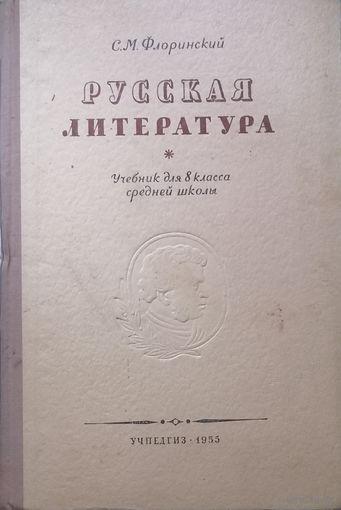 С.М. Флоринский
РУССКАЯ
ЛИТЕРАТУРА
*
Учебник для 8 класса
средней школы
УЧПЕДГИЗ · 1955